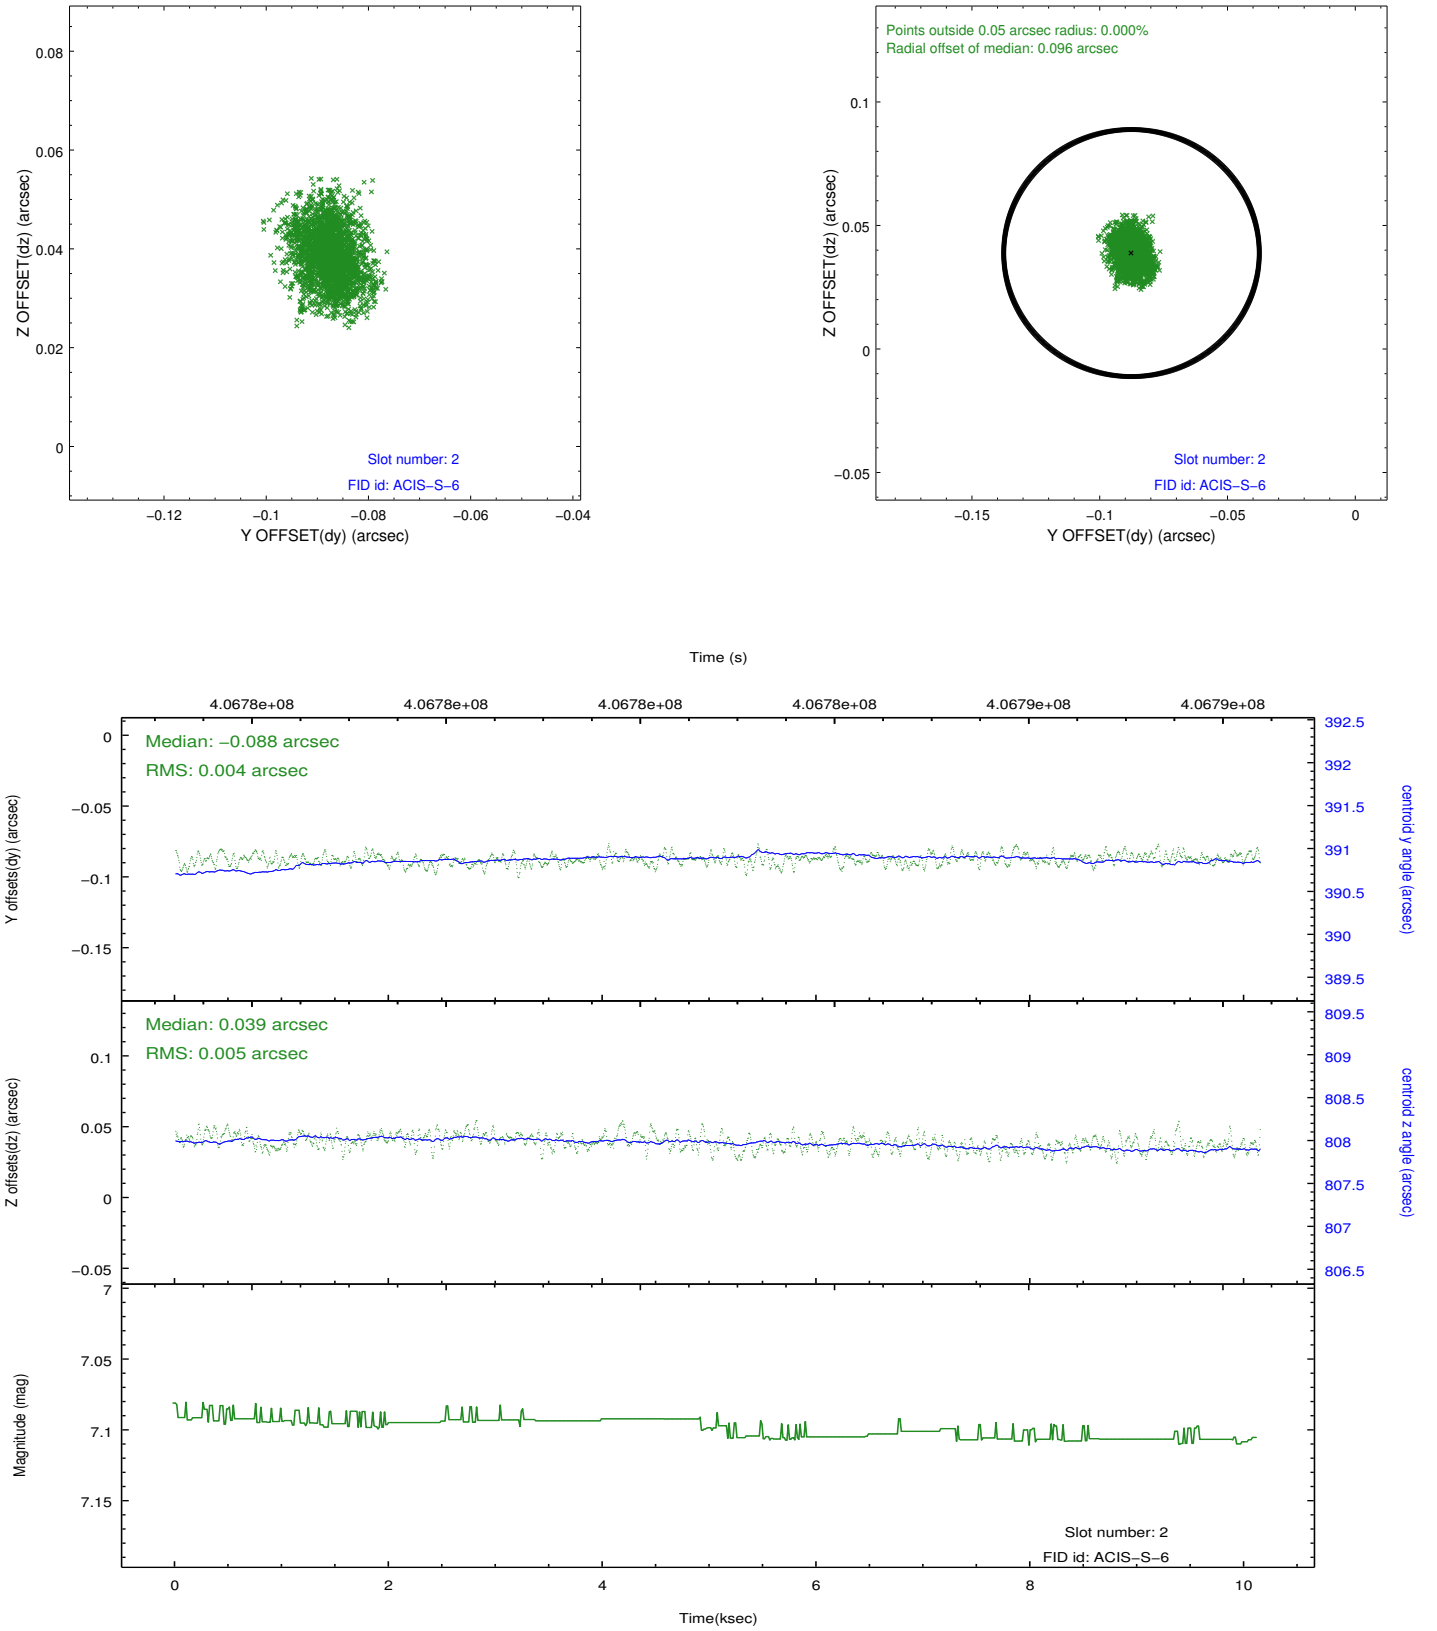 0.08
0.06
0.04
0.02
0
Z OFFSET(dz) (arcsec)
Slot number: 2
FID id: ACIS−S−6
−0.12
−0.1
−0.08
−0.06
−0.04
Y OFFSET(dy) (arcsec)
Points outside 0.05 arcsec radius: 0.000%
Radial offset of median: 0.096 arcsec
0.1
0.05
0
−0.05
Z OFFSET(dz) (arcsec)
Slot number: 2
FID id: ACIS−S−6
−0.15
−0.1
−0.05
0
Y OFFSET(dy) (arcsec)
Time (s)
4.0678e+08
4.0678e+08
4.0678e+08
4.0678e+08
4.0679e+08
4.0679e+08
Median: −0.088 arcsec
RMS: 0.004 arcsec
0
−0.05
−0.1
−0.15
Y offsets(dy) (arcsec)
392.5
392
391.5
391
390.5
390
389.5
centroid y angle (arcsec)
Median: 0.039 arcsec
RMS: 0.005 arcsec
0.1
0.05
0
−0.05
Z offsets(dz) (arcsec)
809.5
809
808.5
808
807.5
807
806.5
centroid z angle (arcsec)
7
7.05
7.1
7.15
Magnitude (mag)
Slot number: 2
FID id: ACIS−S−6
0
2
4
6
8
10
Time(ksec)